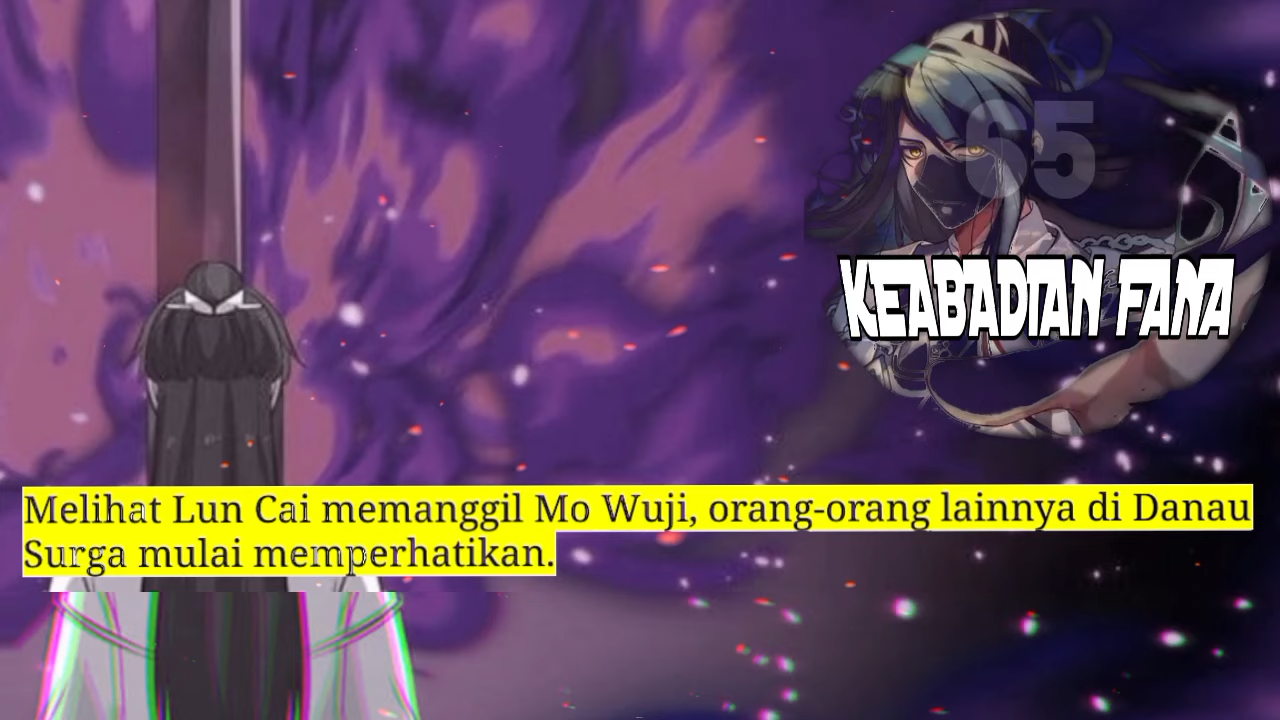 65
KEABADIAN FANA
Melihat Lun Cai memanggil Mo Wuji, orang-orang lainnya di Danau
Surga mulai memperhatikan.